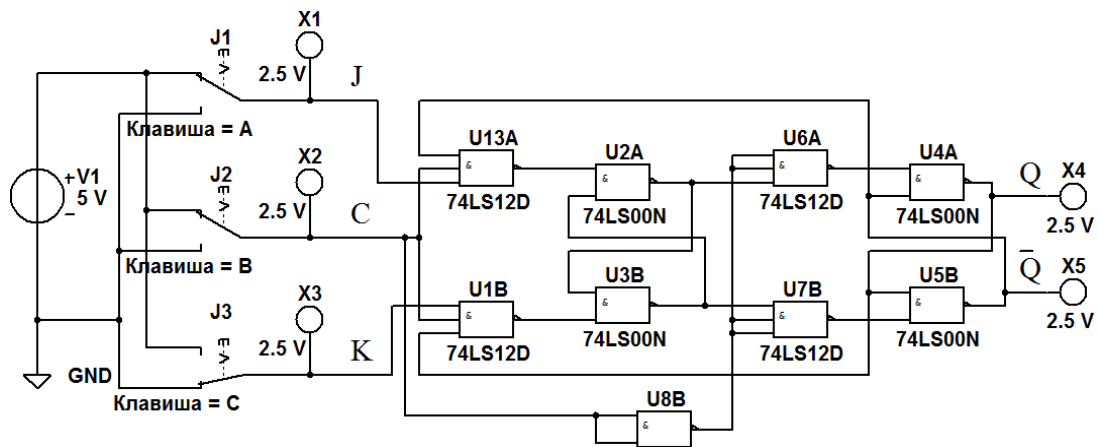 X1
J1
2.5 V
J
Клавиша = A
U13A
&
74LS12D
U2A
&
74LS00N
U6A
&
74LS12D
U4A
&
74LS00N
X2
J2
2.5 V
C
Клавиша = B
+
V1
5 V
−
Q
X4
2.5 V
X3
J3
2.5 V
K
Клавиша = C
GND
U1B
&
74LS12D
U3B
&
74LS00N
U7B
&
74LS12D
U5B
&
74LS00N
Q̅
X5
2.5 V
U8B
&